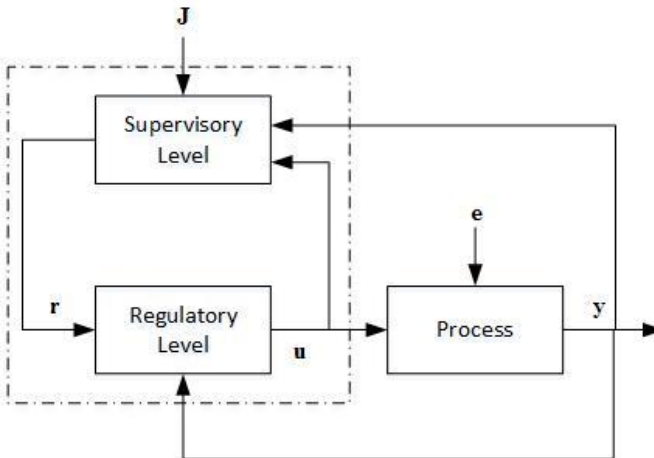 J
Supervisory
Level
e
r
Regulatory
Level
u
Process
y